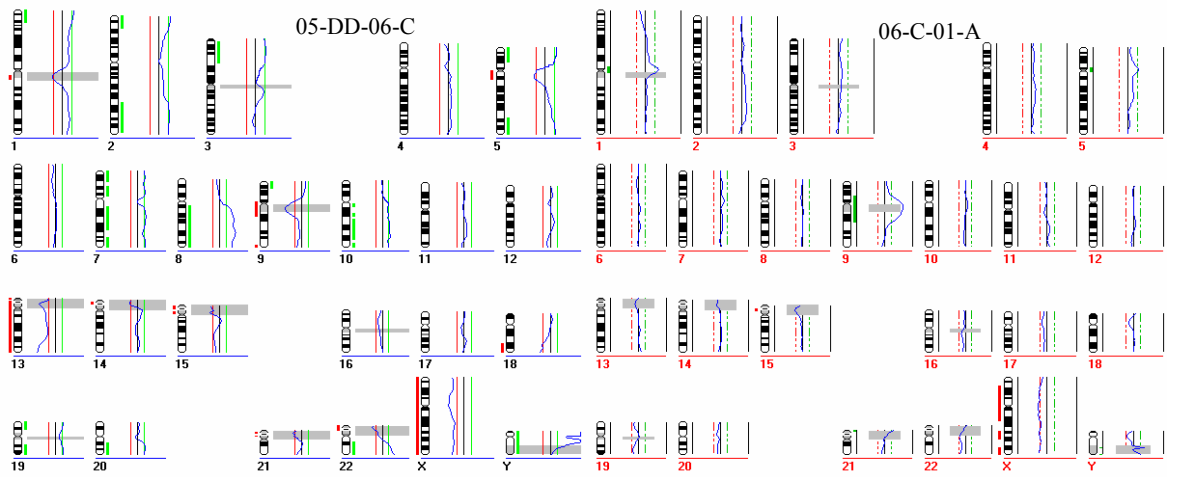 05-DD-06-C 06-C-01-A
1 2 3 4 5 1 2 3 4 5
6 7 8 9 10 11 12 6 7 8 9 10 11 12
13 14 15 16 17 18 13 14 15 16 17 18
19 20 21 22 X Y 19 20 21 22 X Y